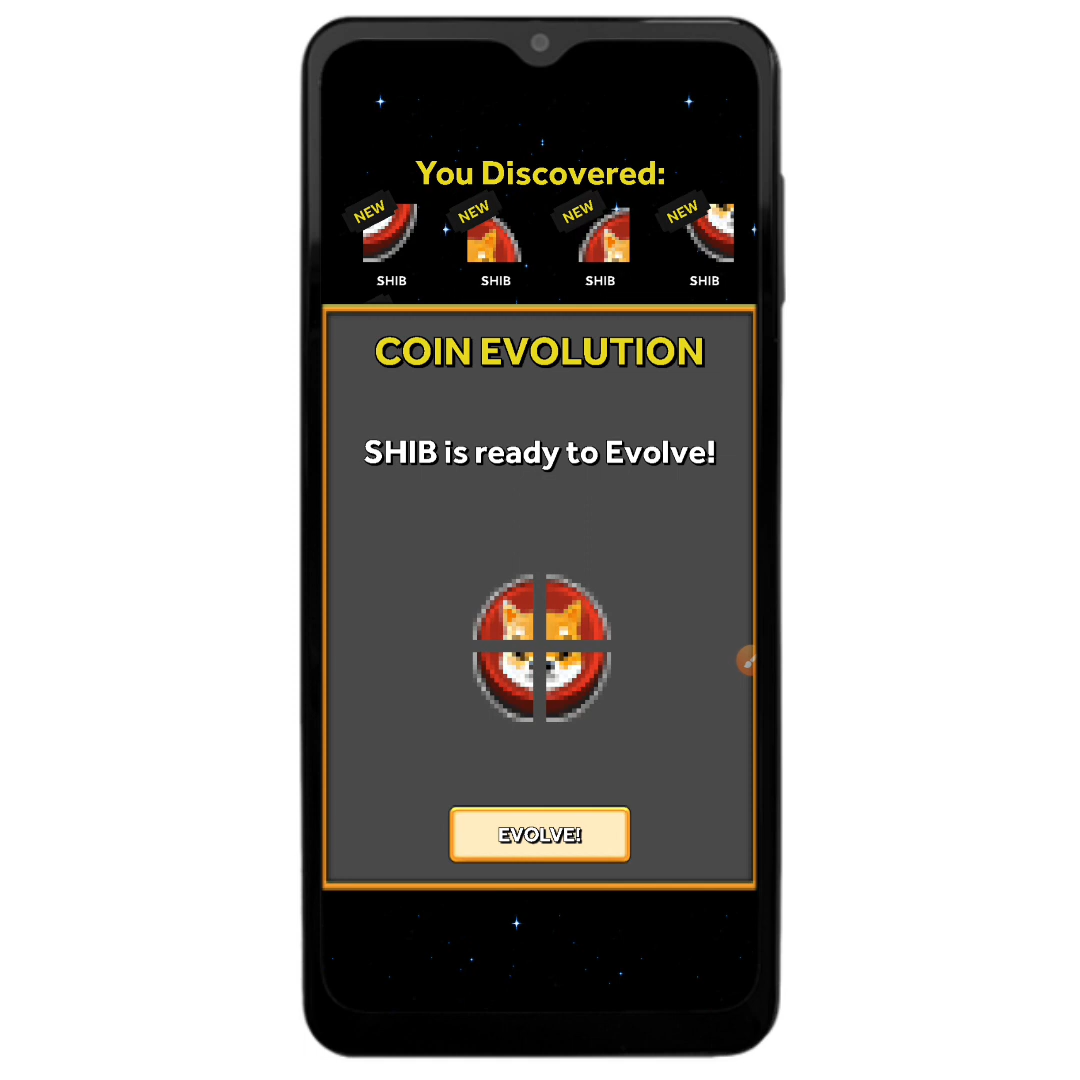 You Discovered:
NEW NEW NEW NEW
SHIB SHIB SHIB SHIB
COIN EVOLUTION
SHIB is ready to Evolve!
EVOLVE!